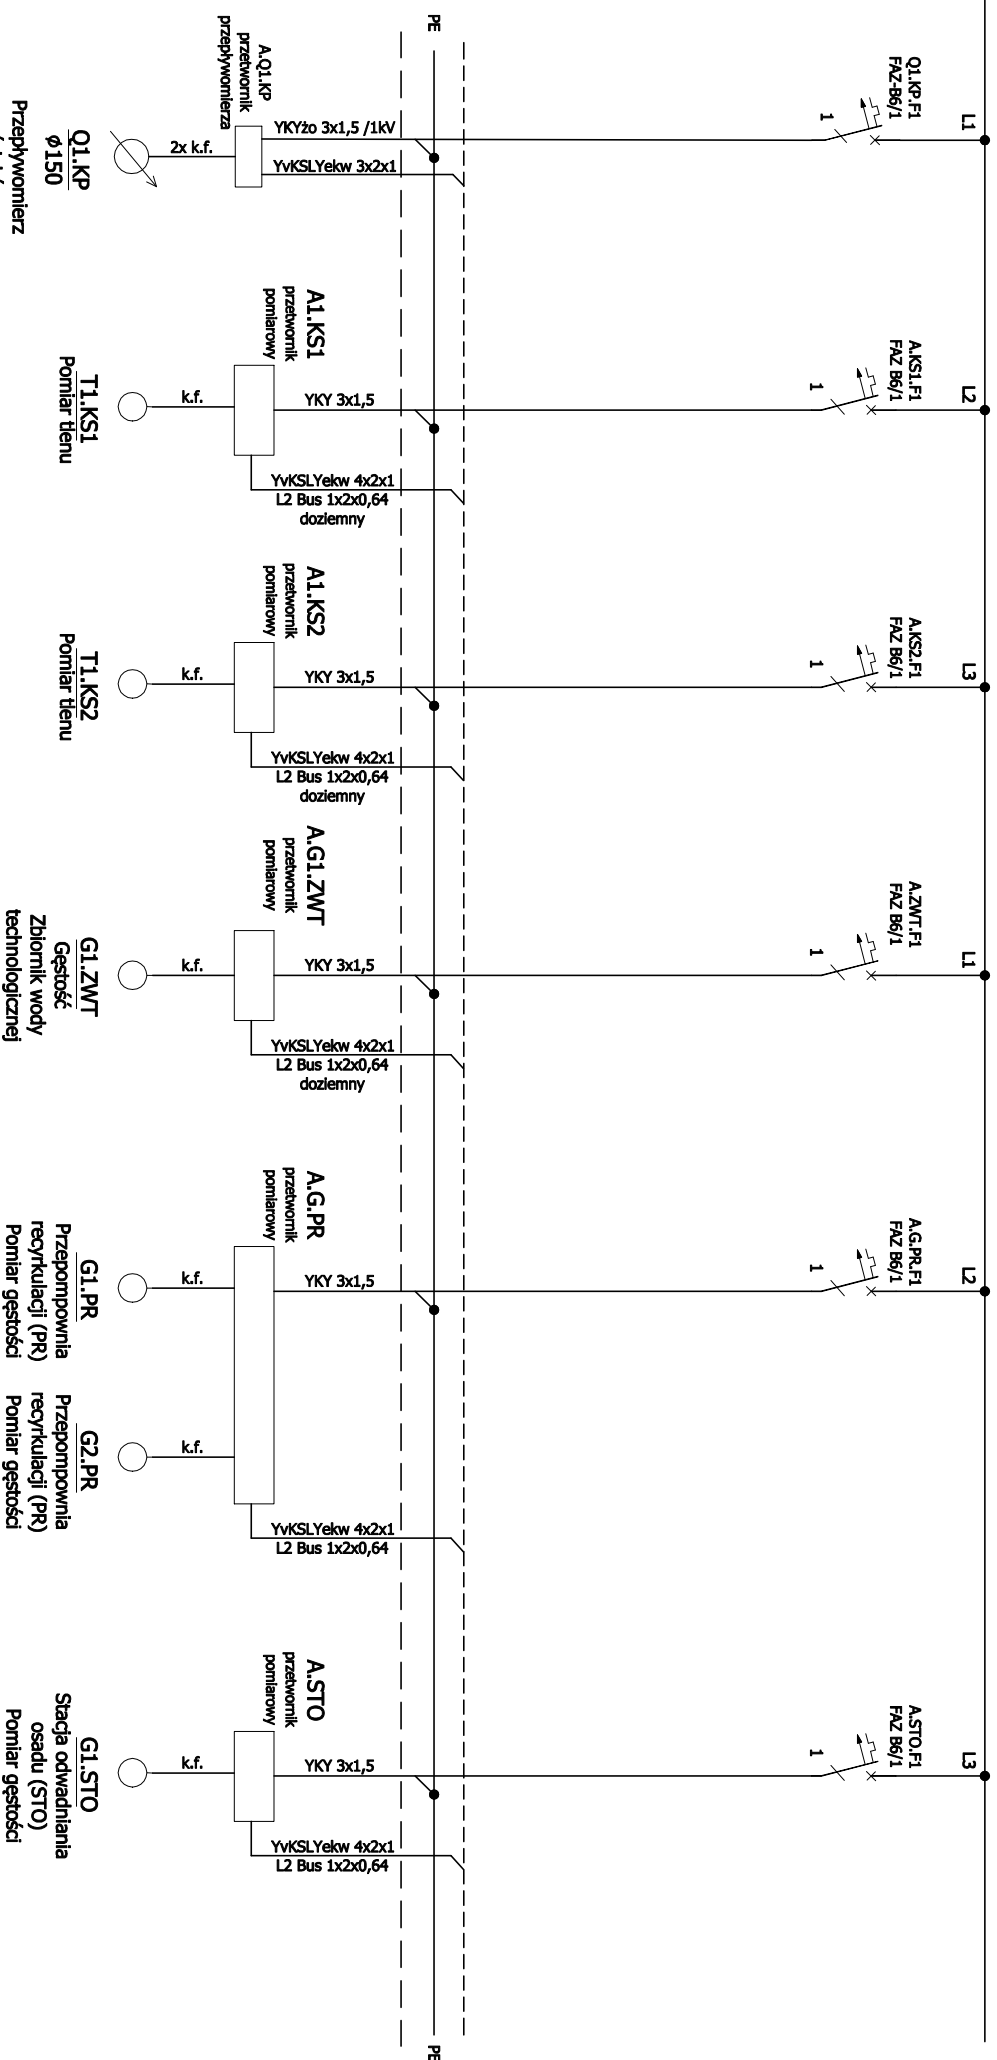 L1
Q1.KP.F1
FAZ-B6/1
1
L2
A.KS1.F1
FAZ B6/1
1
L3
A.KS2.F1
FAZ B6/1
1
L1
A.ZWT.F1
FAZ B6/1
1
L2
A.G.PR.F1
FAZ B6/1
1
L3
A.STO.F1
FAZ B6/1
1
PE
PE
YKYżo 3x1,5 /1kV
YvKSLYekw 3x2x1
A.Q1.KP
przetwornik
przepływomierza
2x k.f.
Q1.KP
ø150
Przepływomierz
YKY 3x1,5
YvKSLYekw 4x2x1
L2 Bus 1x2x0,64
doziemny
A1.KS1
przetwornik
pomiarowy
k.f.
T1.KS1
Pomiar tlenu
YKY 3x1,5
YvKSLYekw 4x2x1
L2 Bus 1x2x0,64
doziemny
A1.KS2
przetwornik
pomiarowy
k.f.
T1.KS2
Pomiar tlenu
YKY 3x1,5
YvKSLYekw 4x2x1
L2 Bus 1x2x0,64
doziemny
A.G1.ZWT
przetwornik
pomiarowy
k.f.
G1.ZWT
Gęstość
Zbiornik wody
technologicznej
YKY 3x1,5
YvKSLYekw 4x2x1
L2 Bus 1x2x0,64
A.G.PR
przetwornik
pomiarowy
k.f.
G1.PR
Przepompownia
recyrkulacji (PR)
Pomiar gęstości
k.f.
G2.PR
Przepompownia
recyrkulacji (PR)
Pomiar gęstości
YKY 3x1,5
YvKSLYekw 4x2x1
L2 Bus 1x2x0,64
A.STO
przetwornik
pomiarowy
k.f.
G1.STO
Stacja odwadniania
osadu (STO)
Pomiar gęstości